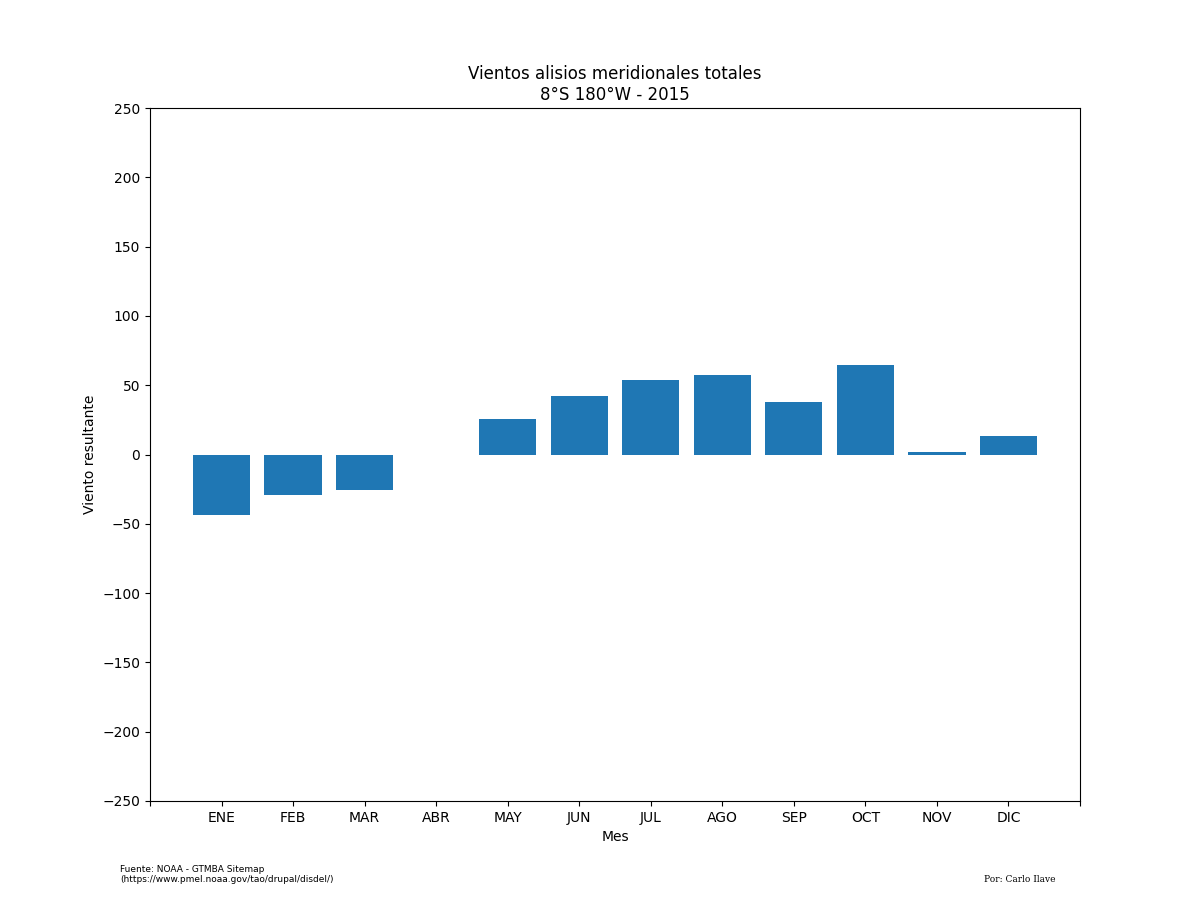 Vientos alisios meridionales totales
8°S 180°W - 2015
250
200
150
100
50
0
−50
−100
−150
−200
−250
Viento resultante
ENE FEB MAR ABR MAY JUN JUL AGO SEP OCT NOV DIC
Mes
Fuente: NOAA - GTMBA Sitemap
(https://www.pmel.noaa.gov/tao/drupal/disdel/)
Por: Carlo Ilave